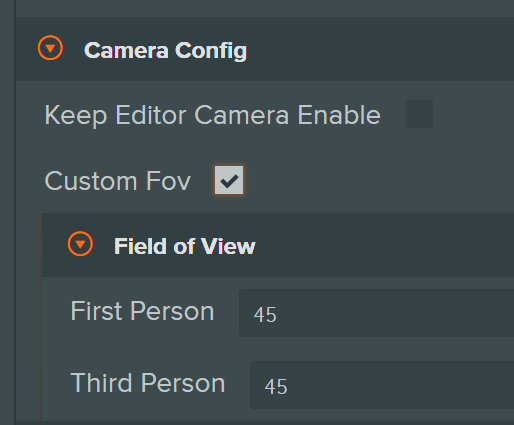 Camera Config
Keep Editor Camera Enable
Custom Fov
Field of View
First Person 45
Third Person 45